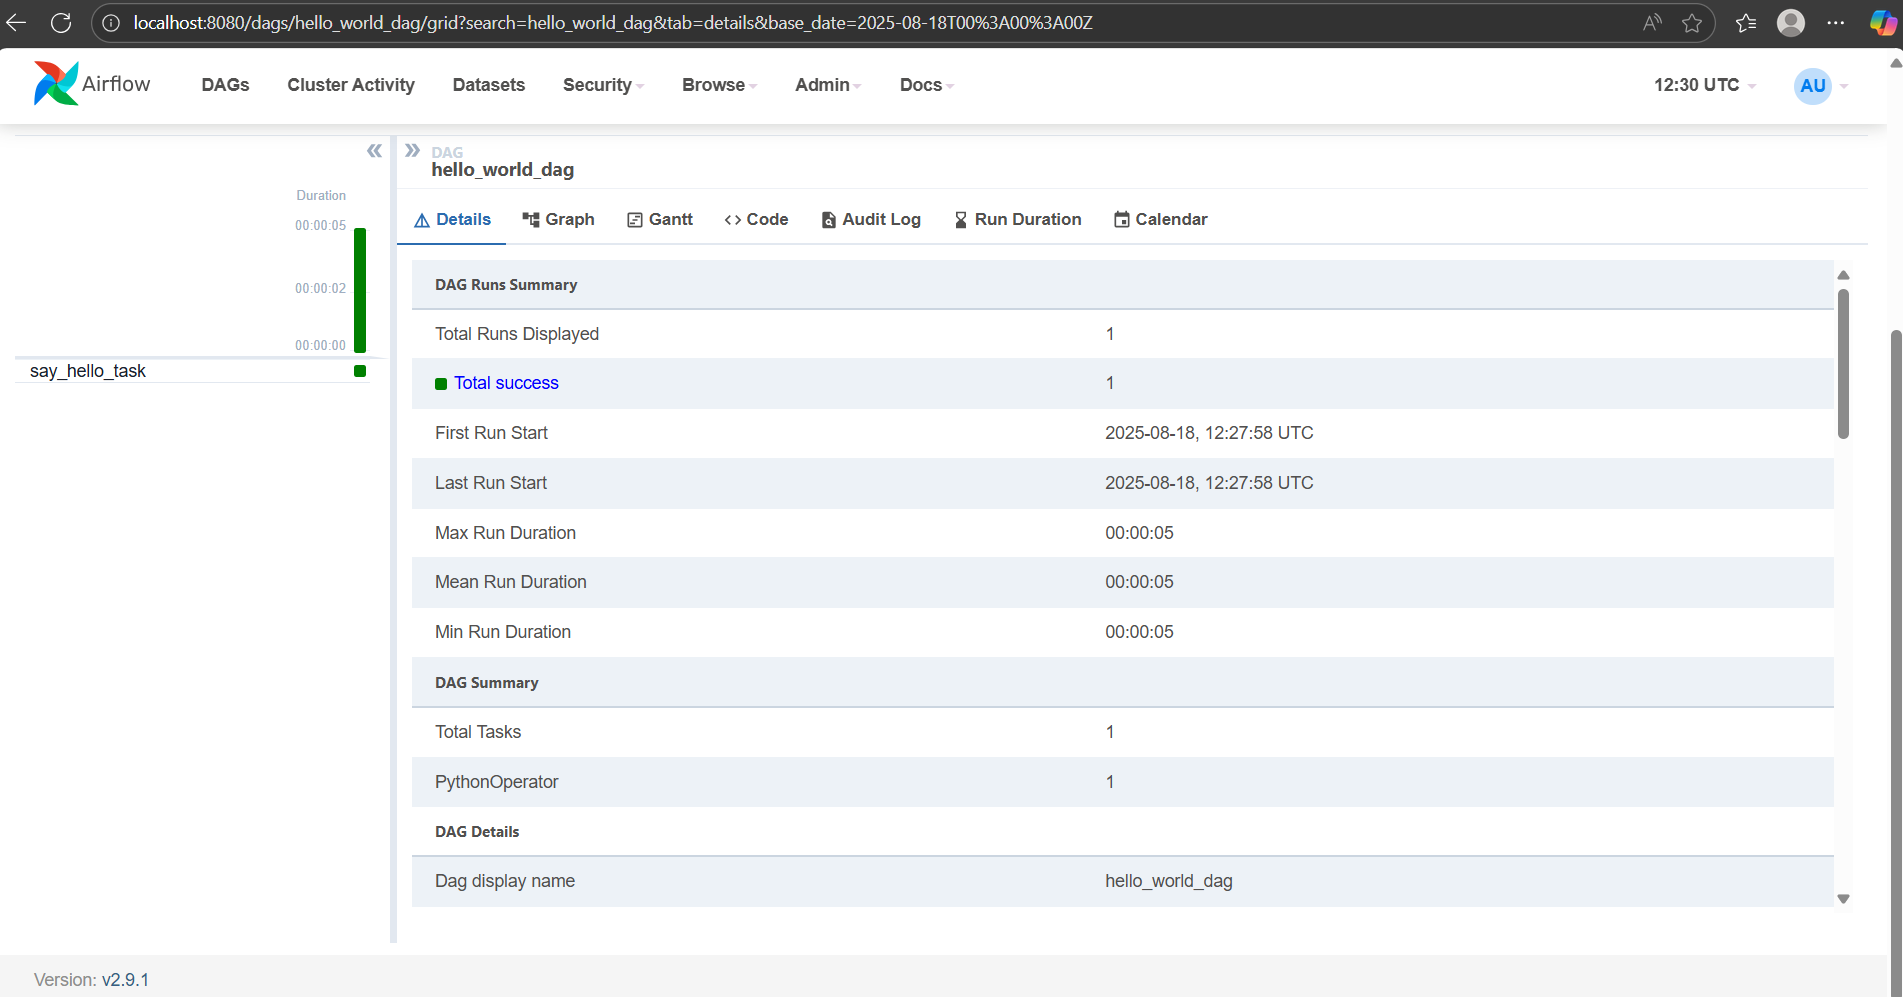 localhost:8080/dags/hello_world_dag/grid?search=hello_world_dag&tab=details&base_date=2025-08-18T00%3A00%3A00Z
Airflow DAGs Cluster Activity Datasets Security Browse Admin Docs 12:30 UTC AU
DAG
hello_world_dag
Duration
00:00:05
00:00:02
00:00:00
say_hello_task
Details Graph Gantt Code Audit Log Run Duration Calendar
DAG Runs Summary
Total Runs Displayed 1
Total success 1
First Run Start 2025-08-18, 12:27:58 UTC
Last Run Start 2025-08-18, 12:27:58 UTC
Max Run Duration 00:00:05
Mean Run Duration 00:00:05
Min Run Duration 00:00:05
DAG Summary
Total Tasks 1
PythonOperator 1
DAG Details
Dag display name hello_world_dag
Version: v2.9.1